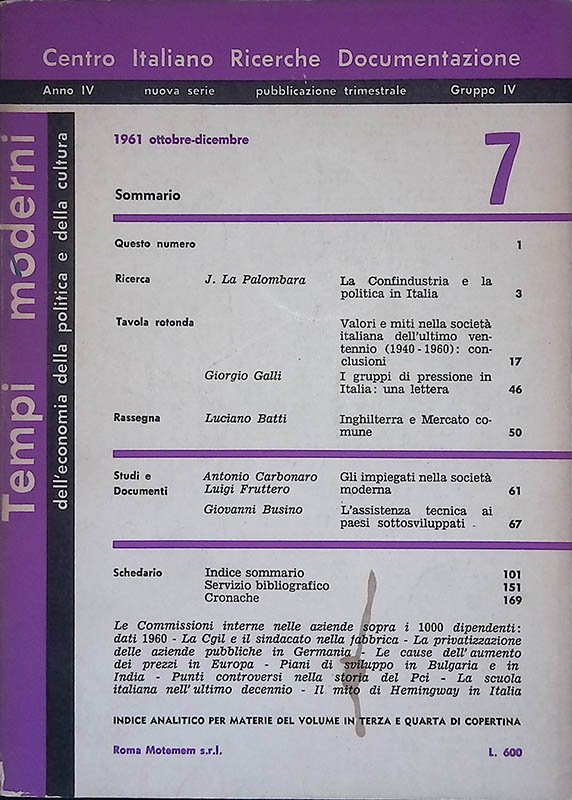 Centro Italiano Ricerche Documentazione
Anno IV nuova serie pubblicazione trimestrale Gruppo IV
Tempi moderni
dell'economia della politica e della cultura
1961 ottobre-dicembre
7
Sommario
Questo numero 1
Ricerca J. La Palombara La Confindustria e la
politica in Italia 3
Tavola rotonda Valori e miti nella società
italiana dell'ultimo ven-
tennio (1940-1960): con-
clusioni 17
Giorgio Galli I gruppi di pressione in
Italia: una lettera 46
Rassegna Luciano Batti Inghilterra e Mercato co-
mune 50
Studi e Antonio Carbonaro Gli impiegati nella società
Documenti Luigi Fruttero moderna 61
Giovanni Busino L'assistenza tecnica ai
paesi sottosviluppati - 67
Schedario Indice sommario 101
Servizio bibliografico 151
Cronache 169
Le Commissioni interne nelle aziende sopra i 1000 dipendenti:
dati 1960 - La Cgil e il sindacato nella fabbrica - La privatizzazione
delle aziende pubbliche in Germania - Le cause dell'aumento
dei prezzi in Europa - Piani di sviluppo in Bulgaria e in
India - Punti controversi nella storia del Pci - La scuola
italiana nell'ultimo decennio - Il mito di Hemingway in Italia
INDICE ANALITICO PER MATERIE DEL VOLUME IN TERZA E QUARTA DI COPERTINA
Roma Motemem s.r.l. L. 600